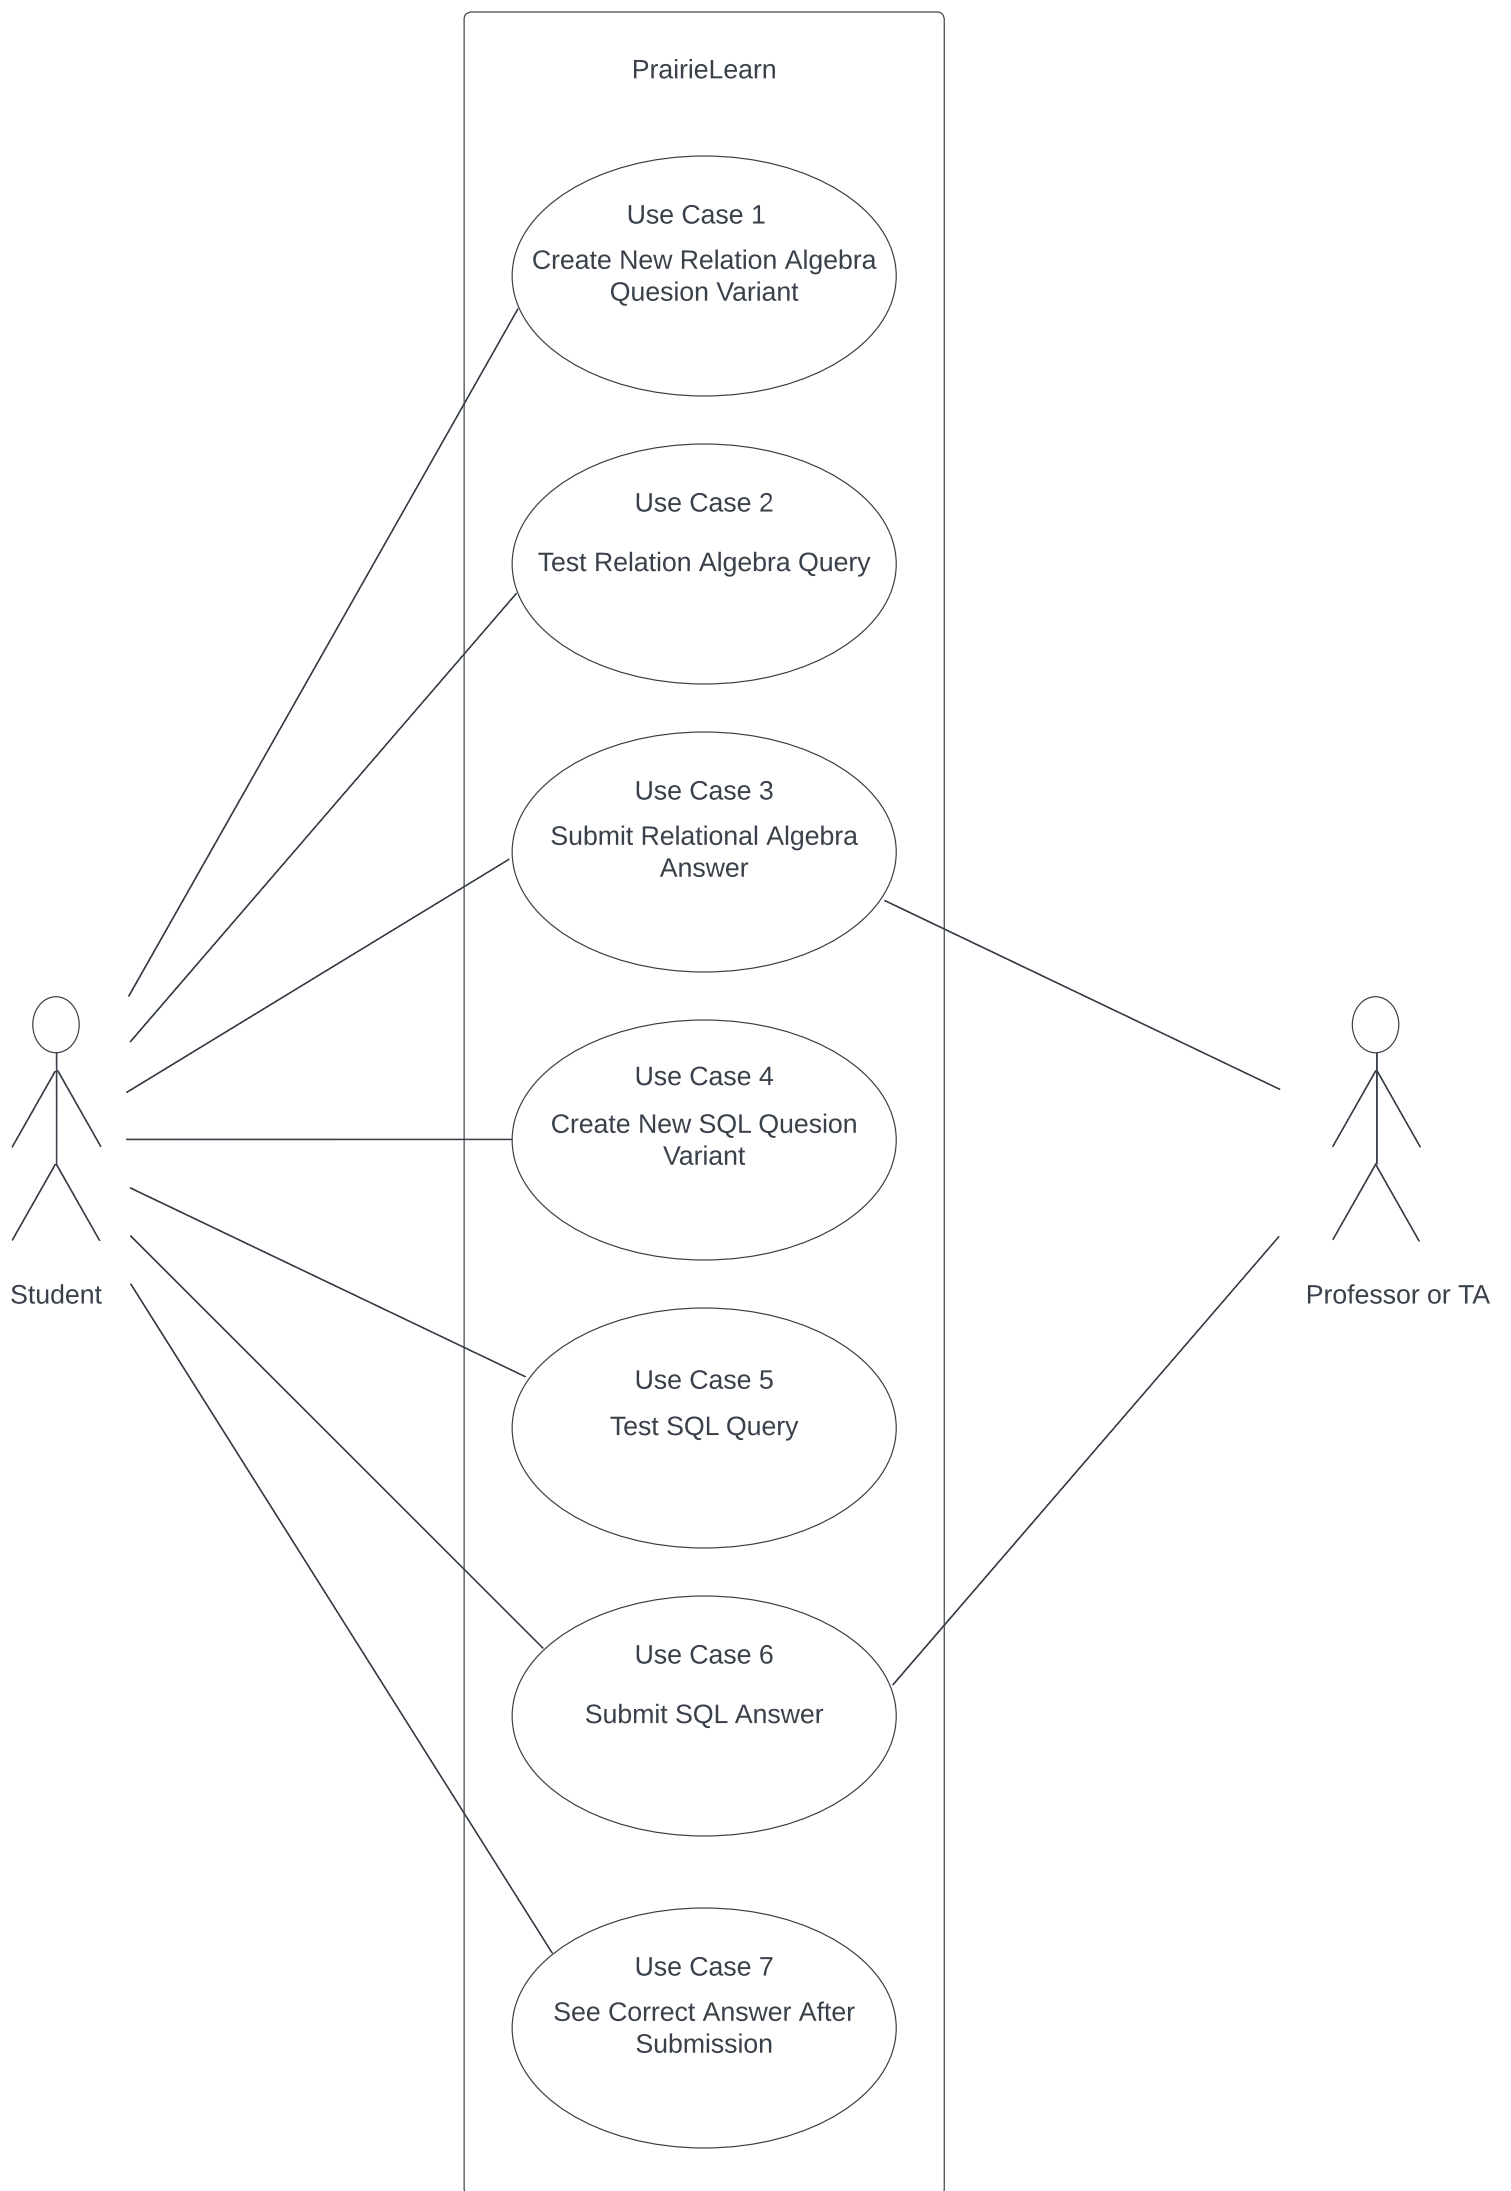 PrairieLearn
Use Case 1
Create New Relation Algebra
Quesion Variant
Use Case 2
Test Relation Algebra Query
Use Case 3
Submit Relational Algebra
Answer
Use Case 4
Create New SQL Quesion
Variant
Student
Professor or TA
Use Case 5
Test SQL Query
Use Case 6
Submit SQL Answer
Use Case 7
See Correct Answer After
Submission